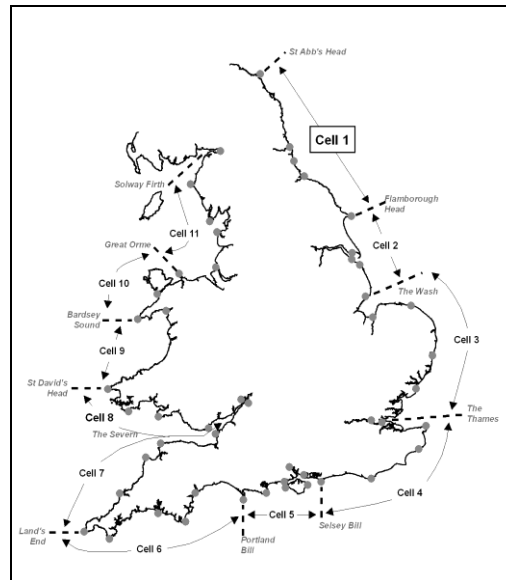 St Abb's Head
Cell 1
Solway Firth
Flamborough
Head
Cell 11
Great Orme
Cell 2
Cell 10
The Wash
Bardsey
Sound
Cell 3
Cell 9
St David's
Head
Cell 8
The
Thames
The Severn
Cell 7
Cell 4
Cell 5
Selsey Bill
Land's
End
Cell 6
Portland
Bill